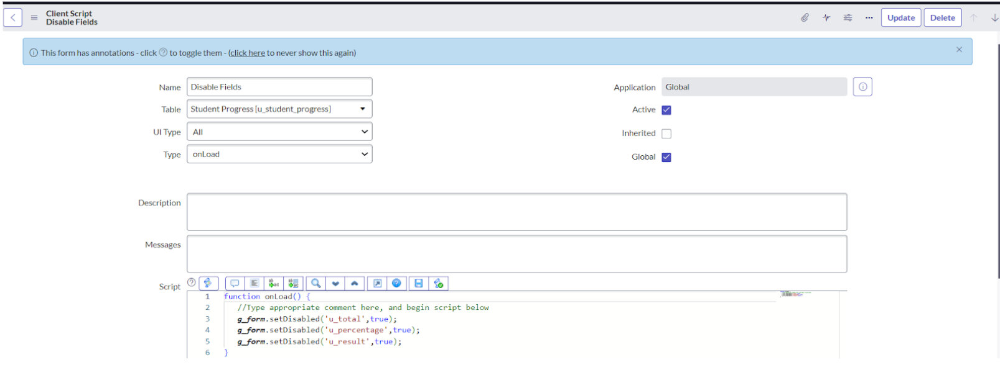 Client Script
Disable Fields
Update
Delete
This form has annotations - click ? to toggle them - (click here to never show this again)
Name
Disable Fields
Application
Global
Table
Student Progress [u_student_progress]
Active
UI Type
All
Inherited
Type
onLoad
Global
Description
Messages
Script
1 function onLoad() {
2 //Type appropriate comment here, and begin script below
3 g_form.setDisabled('u_total',true);
4 g_form.setDisabled('u_percentage',true);
5 g_form.setDisabled('u_result',true);
6 }